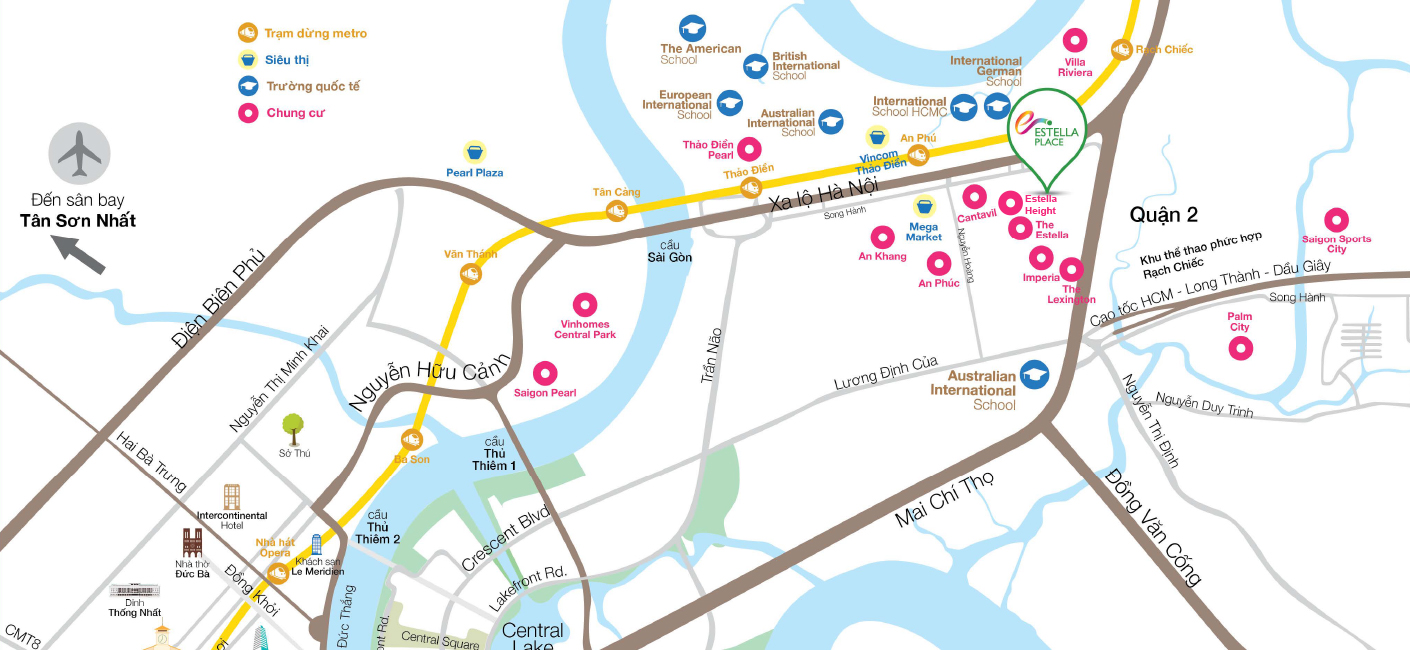 Trạm dừng metro
Siêu thị
Trường quốc tế
Chung cư
The American
School
British
International
School
European
International
School
Australian
International
School
International
School HCMC
International
German
School
Villa
Riviera
Rạch Chiếc
ESTELLA
PLACE
Đến sân bay
Tân Sơn Nhất
Pearl Plaza
Thảo Điền
Pearl
Thảo Điền
Vincom
Thảo Điền
An Phú
Tân Cảng
Xa lộ Hà Nội
Song Hành
Văn Thánh
cầu
Sài Gòn
Mega
Market
Cantavil
Estella
Height
The
Estella
An Khang
An Phúc
Nguyễn Hoàng
Imperia
The
Lexington
Quận 2
Khu thể thao phức hợp
Rạch Chiếc
Saigon Sports
City
Cao tốc HCM - Long Thành - Dầu Giây
Song Hành
Palm
City
Điện Biên Phủ
Vinhomes
Central Park
Saigon Pearl
Nguyễn Hữu Cảnh
Nguyễn Thị Minh Khai
Trần Não
Lương Định Của
Australian
International
School
Nguyễn Thị Định
Nguyễn Duy Trinh
Sở Thú
Ba Son
cầu
Thủ
Thiêm 1
Hai Bà Trưng
Intercontinental
Hotel
cầu
Thủ
Thiêm 2
Mai Chí Thọ
Đồng Văn Cống
Nhà thờ
Đức Bà
Nhà hát
Opera
Khách sạn
Le Meridien
Crescent Blvd
Lakefront Rd.
Đồng Khởi
Dinh
Thống Nhất
CMT8
Đức Thắng
nt Rd.
Central Square
Central
Lake